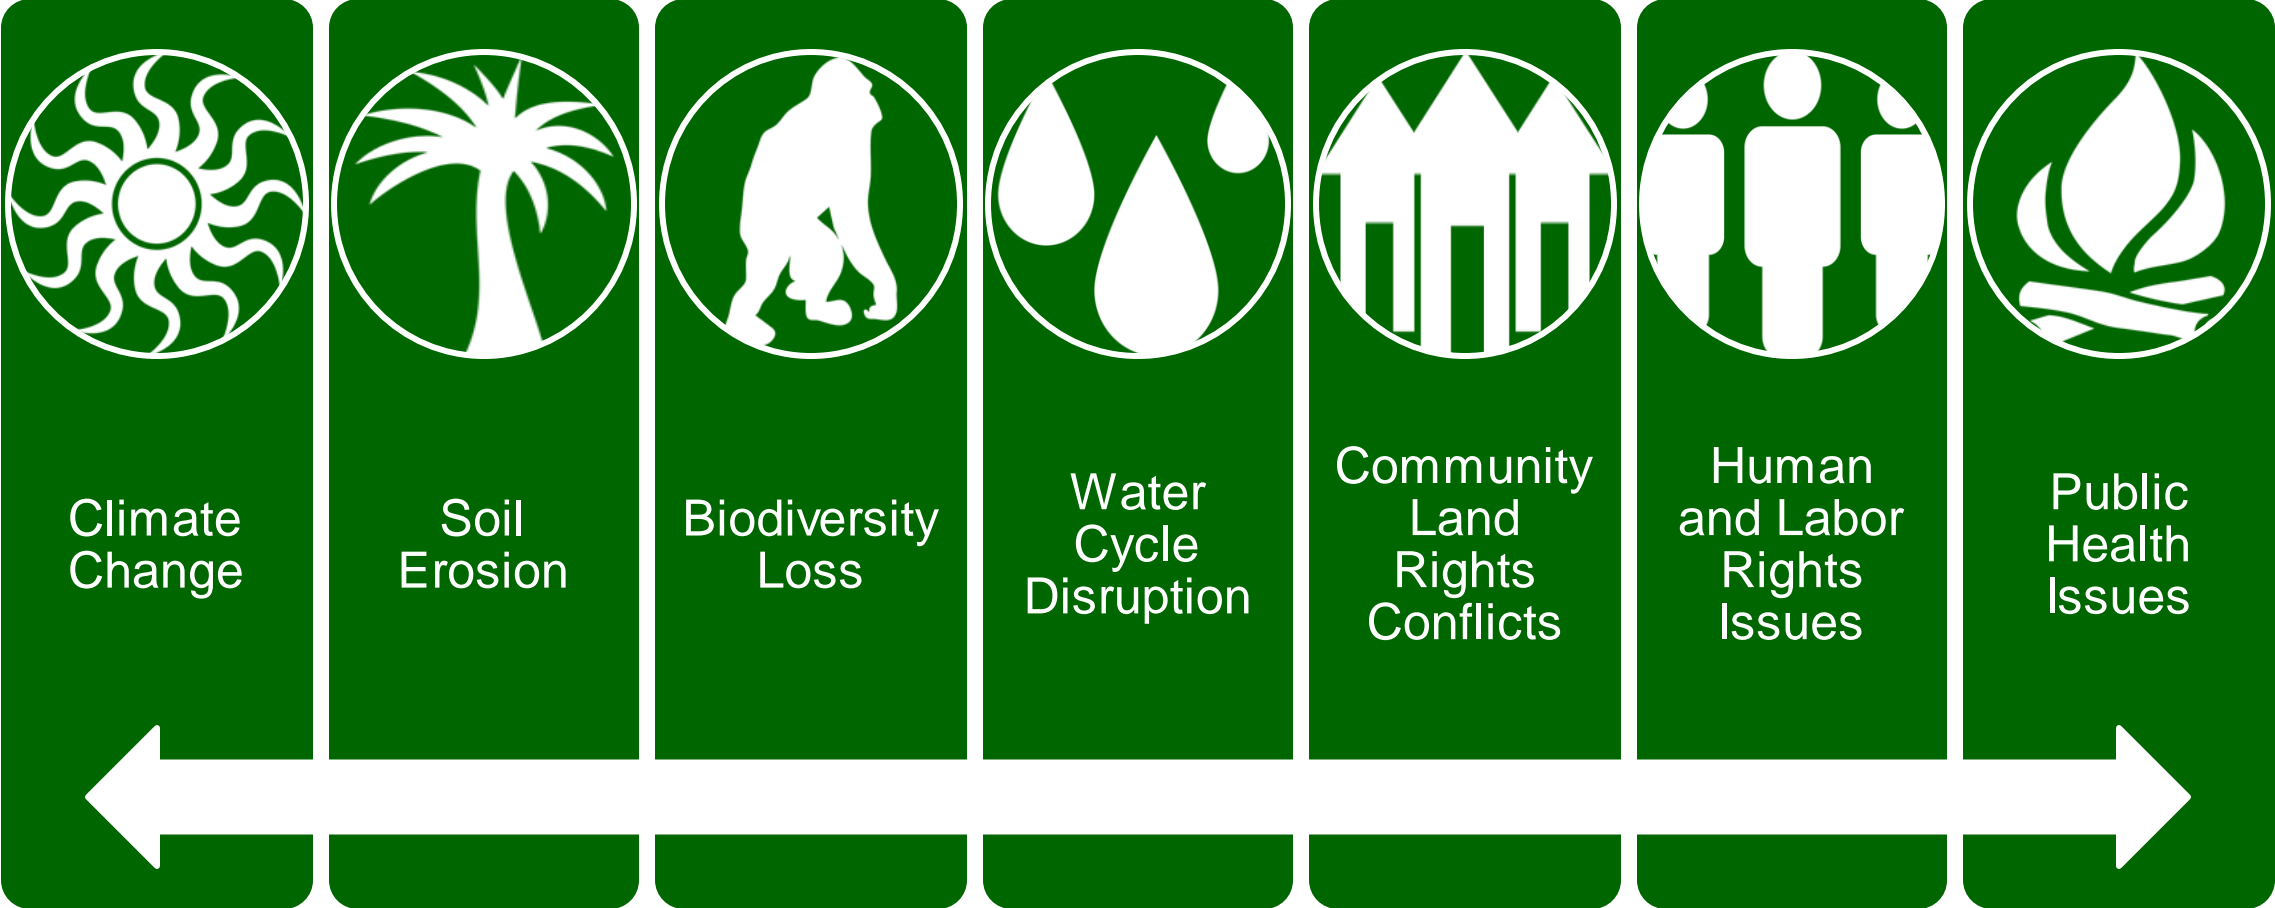 Climate
Change
Soil
Erosion
Biodiversity
Loss
Water
Cycle
Disruption
Community
Land
Rights
Conflicts
Human
and Labor
Rights
Issues
Public
Health
Issues